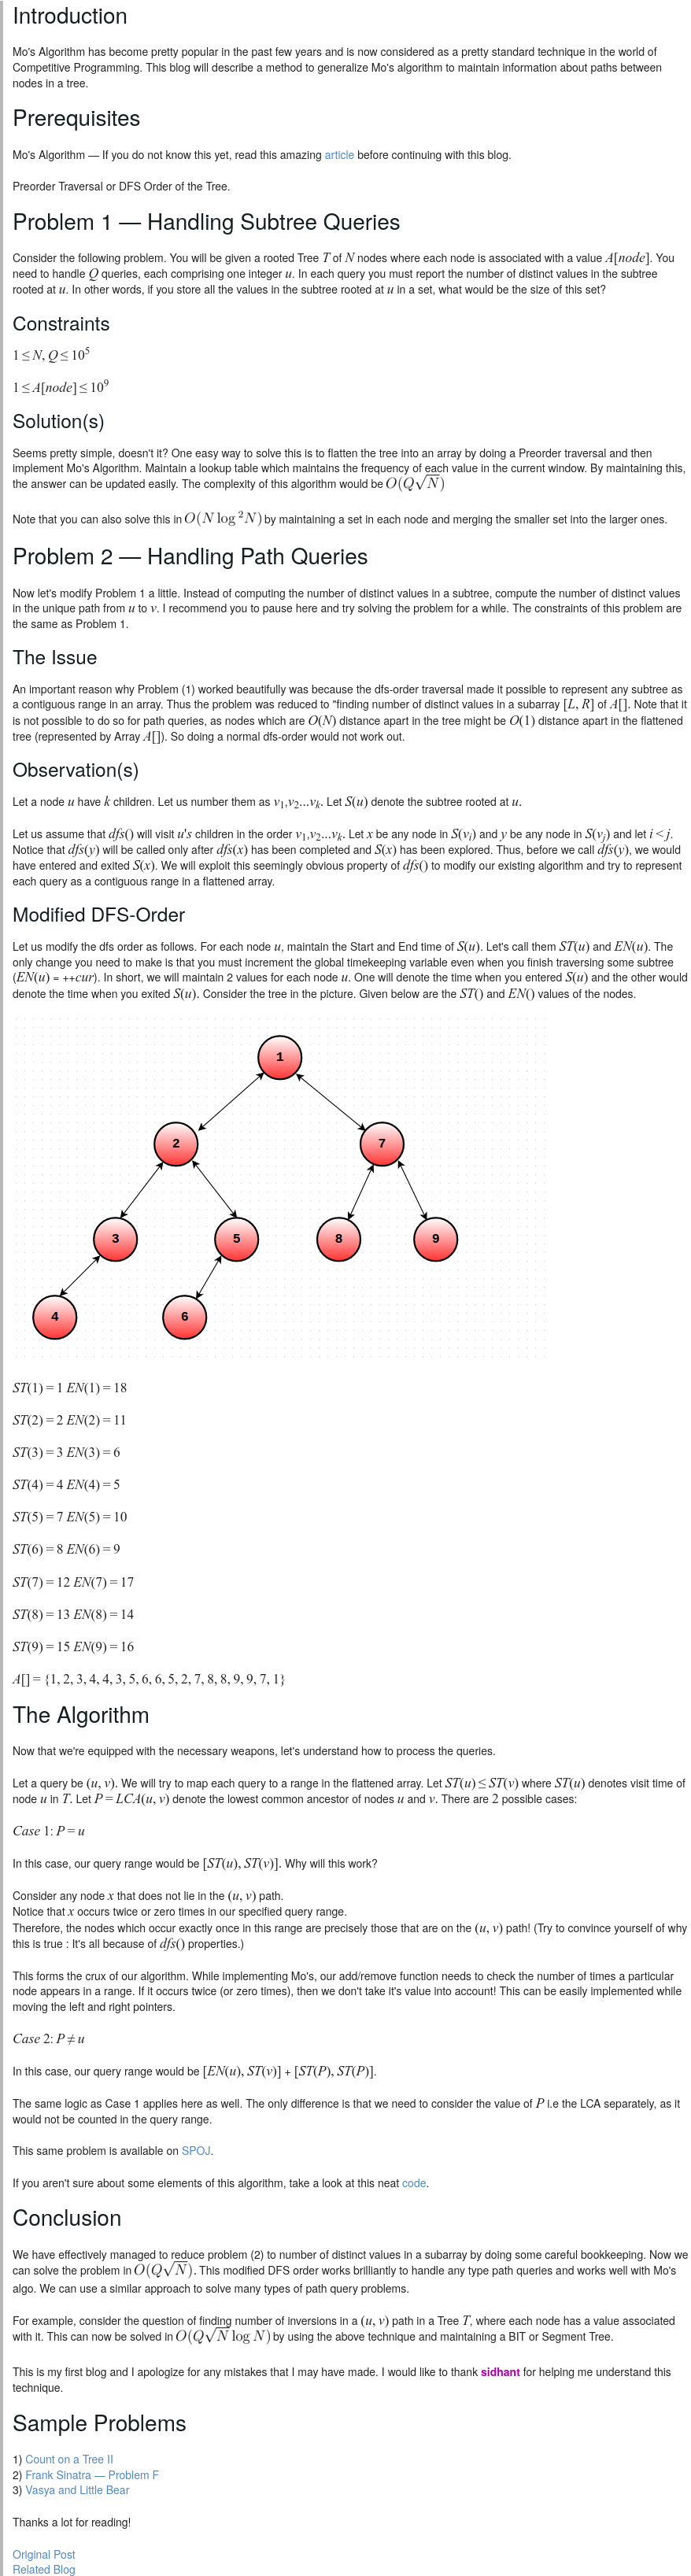 Introduction
Mo's Algorithm has become pretty popular in the past few years and is now considered as a pretty standard technique in the world of
Competitive Programming. This blog will describe a method to generalize Mo's algorithm to maintain information about paths between
nodes in a tree.
Prerequisites
Mo's Algorithm — If you do not know this yet, read this amazing article before continuing with this blog.
Preorder Traversal or DFS Order of the Tree.
Problem 1 — Handling Subtree Queries
Consider the following problem. You will be given a rooted Tree T of N nodes where each node is associated with a value A[node]. You
need to handle Q queries, each comprising one integer u. In each query you must report the number of distinct values in the subtree
rooted at u. In other words, if you store all the values in the subtree rooted at u in a set, what would be the size of this set?
Constraints
1 ≤ N, Q ≤ 10⁵
1 ≤ A[node] ≤ 10⁹
Solution(s)
Seems pretty simple, doesn't it? One easy way to solve this is to flatten the tree into an array by doing a Preorder traversal and then
implement Mo's Algorithm. Maintain a lookup table which maintains the frequency of each value in the current window. By maintaining this,
the answer can be updated easily. The complexity of this algorithm would be O(Q√N)
Note that you can also solve this in O(N log² N) by maintaining a set in each node and merging the smaller set into the larger ones.
Problem 2 — Handling Path Queries
Now let's modify Problem 1 a little. Instead of computing the number of distinct values in a subtree, compute the number of distinct values
in the unique path from u to v. I recommend you to pause here and try solving the problem for a while. The constraints of this problem are
the same as Problem 1.
The Issue
An important reason why Problem (1) worked beautifully was because the dfs-order traversal made it possible to represent any subtree as
a contiguous range in an array. Thus the problem was reduced to "finding number of distinct values in a subarray [L, R] of A[]. Note that it
is not possible to do so for path queries, as nodes which are O(N) distance apart in the tree might be O(1) distance apart in the flattened
tree (represented by Array A[]). So doing a normal dfs-order would not work out.
Observation(s)
Let a node u have k children. Let us number them as v₁,v₂...vₖ. Let S(u) denote the subtree rooted at u.
Let us assume that dfs() will visit u's children in the order v₁,v₂...vₖ. Let x be any node in S(vᵢ) and y be any node in S(vⱼ) and let i < j.
Notice that dfs(y) will be called only after dfs(x) has been completed and S(x) has been explored. Thus, before we call dfs(y), we would
have entered and exited S(x). We will exploit this seemingly obvious property of dfs() to modify our existing algorithm and try to represent
each query as a contiguous range in a flattened array.
Modified DFS-Order
Let us modify the dfs order as follows. For each node u, maintain the Start and End time of S(u). Let's call them ST(u) and EN(u). The
only change you need to make is that you must increment the global timekeeping variable even when you finish traversing some subtree
(EN(u) = ++cur). In short, we will maintain 2 values for each node u. One will denote the time when you entered S(u) and the other would
denote the time when you exited S(u). Consider the tree in the picture. Given below are the ST() and EN() values of the nodes.
1
2 7
3 5 8 9
4 6
ST(1) = 1 EN(1) = 18
ST(2) = 2 EN(2) = 11
ST(3) = 3 EN(3) = 6
ST(4) = 4 EN(4) = 5
ST(5) = 7 EN(5) = 10
ST(6) = 8 EN(6) = 9
ST(7) = 12 EN(7) = 17
ST(8) = 13 EN(8) = 14
ST(9) = 15 EN(9) = 16
A[] = {1, 2, 3, 4, 4, 3, 5, 6, 6, 5, 2, 7, 8, 8, 9, 9, 7, 1}
The Algorithm
Now that we're equipped with the necessary weapons, let's understand how to process the queries.
Let a query be (u, v). We will try to map each query to a range in the flattened array. Let ST(u) ≤ ST(v) where ST(u) denotes visit time of
node u in T. Let P = LCA(u, v) denote the lowest common ancestor of nodes u and v. There are 2 possible cases:
Case 1: P = u
In this case, our query range would be [ST(u), ST(v)]. Why will this work?
Consider any node x that does not lie in the (u, v) path.
Notice that x occurs twice or zero times in our specified query range.
Therefore, the nodes which occur exactly once in this range are precisely those that are on the (u, v) path! (Try to convince yourself of why
this is true : It's all because of dfs() properties.)
This forms the crux of our algorithm. While implementing Mo's, our add/remove function needs to check the number of times a particular
node appears in a range. If it occurs twice (or zero times), then we don't take it's value into account! This can be easily implemented while
moving the left and right pointers.
Case 2: P ≠ u
In this case, our query range would be [EN(u), ST(v)] + [ST(P), ST(P)].
The same logic as Case 1 applies here as well. The only difference is that we need to consider the value of P i.e the LCA separately, as it
would not be counted in the query range.
This same problem is available on SPOJ.
If you aren't sure about some elements of this algorithm, take a look at this neat code.
Conclusion
We have effectively managed to reduce problem (2) to number of distinct values in a subarray by doing some careful bookkeeping. Now we
can solve the problem in O(Q√N). This modified DFS order works brilliantly to handle any type path queries and works well with Mo's
algo. We can use a similar approach to solve many types of path query problems.
For example, consider the question of finding number of inversions in a (u, v) path in a Tree T, where each node has a value associated
with it. This can now be solved in O(Q√N log N) by using the above technique and maintaining a BIT or Segment Tree.
This is my first blog and I apologize for any mistakes that I may have made. I would like to thank sidhant for helping me understand this
technique.
Sample Problems
1) Count on a Tree II
2) Frank Sinatra — Problem F
3) Vasya and Little Bear
Thanks a lot for reading!
Original Post
Related Blog